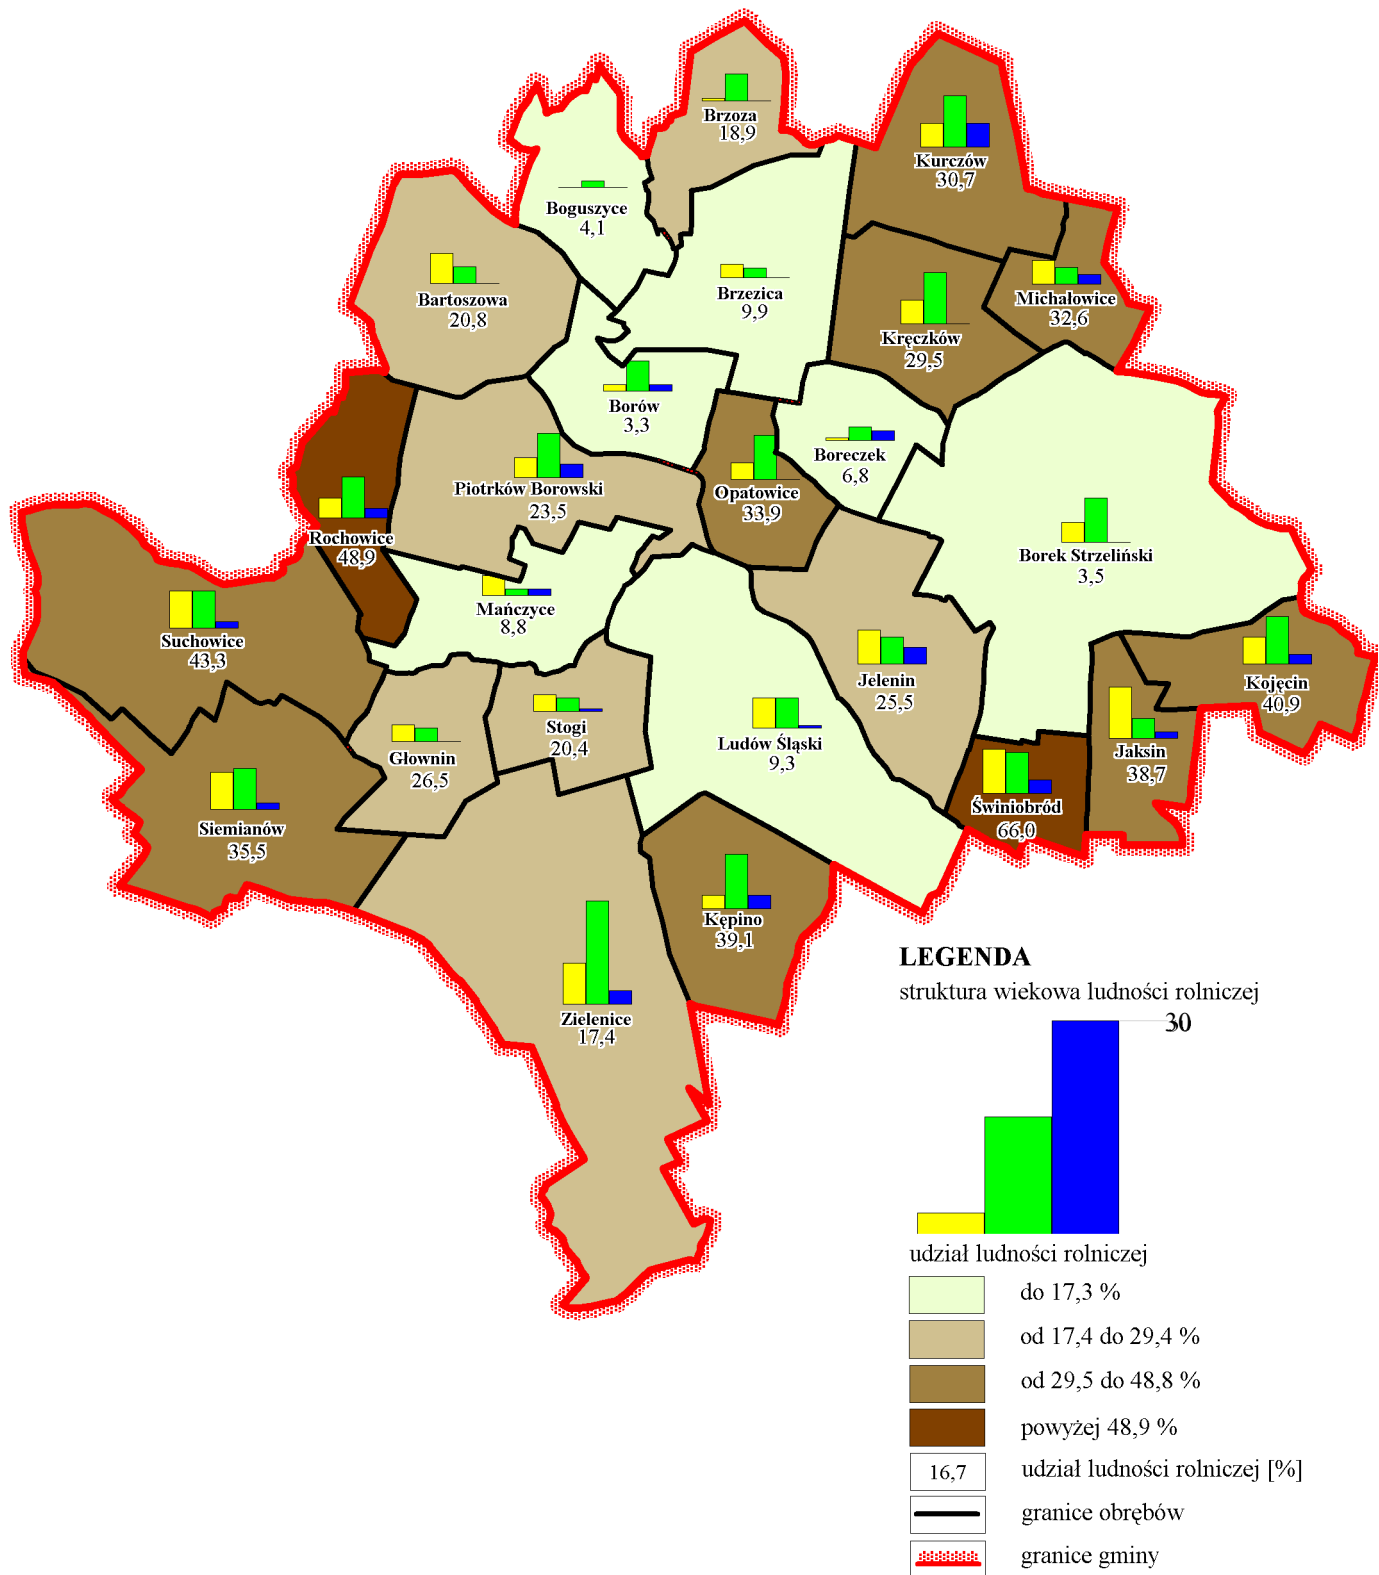 Brzoza
18,9
Kurczów
30,7
Boguszyce
4,1
Bartoszowa
20,8
Brzezica
9,9
Michałowice
32,6
Kręczków
29,5
Borów
3,3
Boreczek
6,8
Piotrków Borowski
23,5
Opatowice
33,9
Rochowice
48,9
Borek Strzeliński
3,5
Mańczyce
8,8
Suchowice
43,3
Jelenin
25,5
Kojęcin
40,9
Stogi
20,4
Ludów Śląski
9,3
Głownin
26,5
Jaksin
38,7
Świniobród
66,0
Siemianów
35,5
Kępino
39,1
Zielenice
17,4
LEGENDA
struktura wiekowa ludności rolniczej
30
udział ludności rolniczej
do 17,3 %
od 17,4 do 29,4 %
od 29,5 do 48,8 %
powyżej 48,9 %
16,7 udział ludności rolniczej [%]
granice obrębów
granice gminy